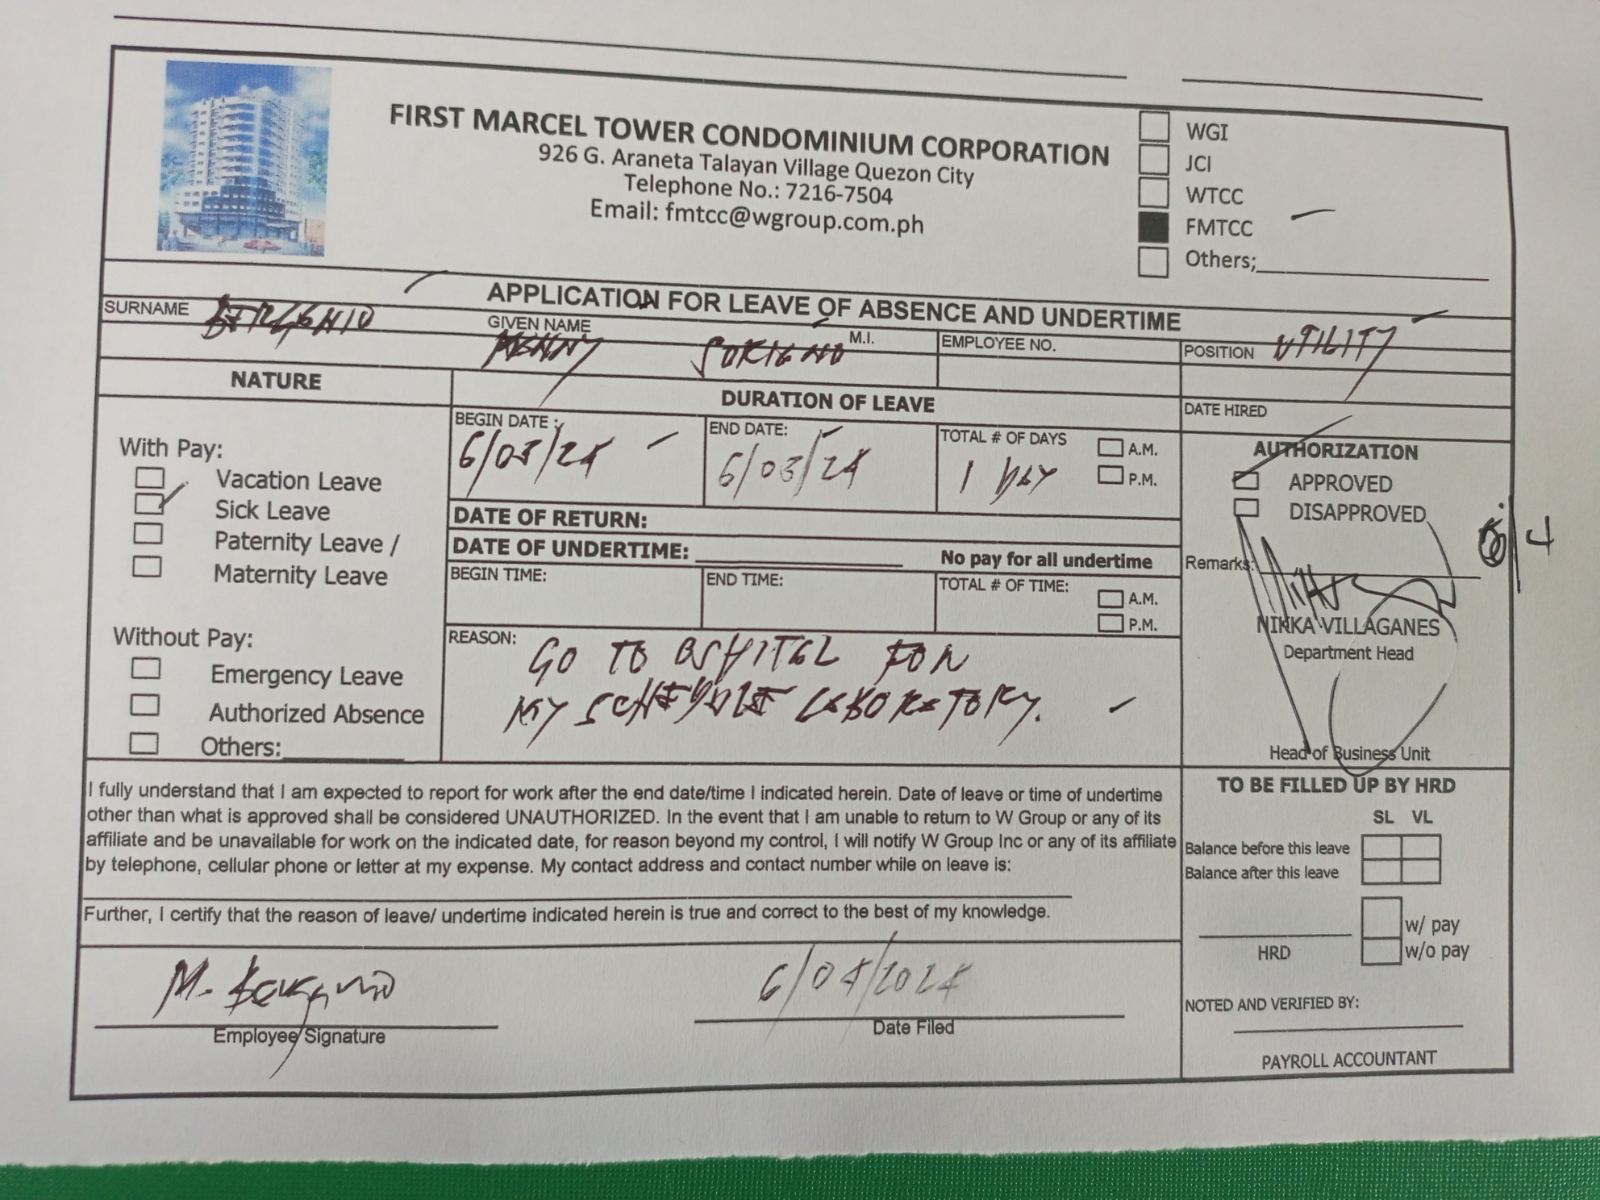 FIRST MARCEL TOWER CONDOMINIUM CORPORATION
926 G. Araneta Talayan Village Quezon City
Telephone No.: 7216-7504
Email: fmtcc@wgroup.com.ph
WGI
JCI
WTCC
FMTCC
Others;
APPLICATION FOR LEAVE OF ABSENCE AND UNDERTIME
SURNAME
GIVEN NAME
M.I.
EMPLOYEE NO.
POSITION UTILITY
NATURE
DURATION OF LEAVE
DATE HIRED
With Pay:
Vacation Leave
Sick Leave
Paternity Leave /
Maternity Leave
Without Pay:
Emergency Leave
Authorized Absence
Others:
BEGIN DATE :
6/03/24
END DATE:
6/03/24
TOTAL # OF DAYS
1 DAY
A.M.
P.M.
DATE OF RETURN:
DATE OF UNDERTIME:
No pay for all undertime
BEGIN TIME:
END TIME:
TOTAL # OF TIME:
A.M.
P.M.
REASON: GO TO OSHITEL FOR
MY SCHEDULE LABORATORY.
AUTHORIZATION
APPROVED
DISAPPROVED
Remarks:
6/4
NIKKA VILLAGANES
Department Head
Head of Business Unit
I fully understand that I am expected to report for work after the end date/time I indicated herein. Date of leave or time of undertime
other than what is approved shall be considered UNAUTHORIZED. In the event that I am unable to return to W Group or any of its
affiliate and be unavailable for work on the indicated date, for reason beyond my control, I will notify W Group Inc or any of its affiliate
by telephone, cellular phone or letter at my expense. My contact address and contact number while on leave is:
Further, I certify that the reason of leave/ undertime indicated herein is true and correct to the best of my knowledge.
Employee Signature
6/04/2024
Date Filed
TO BE FILLED UP BY HRD
SL VL
Balance before this leave
Balance after this leave
w/ pay
w/o pay
HRD
NOTED AND VERIFIED BY:
PAYROLL ACCOUNTANT